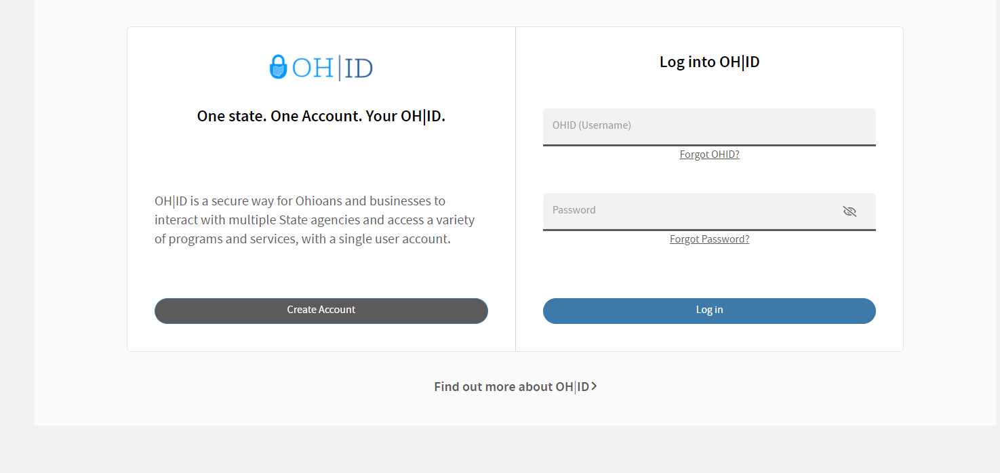 OH|ID
One state. One Account. Your OH|ID.
OH|ID is a secure way for Ohioans and businesses to
interact with multiple State agencies and access a variety
of programs and services, with a single user account.
Create Account
Log into OH|ID
OHID (Username)
Forgot OHID?
Password
Forgot Password?
Log in
Find out more about OH|ID